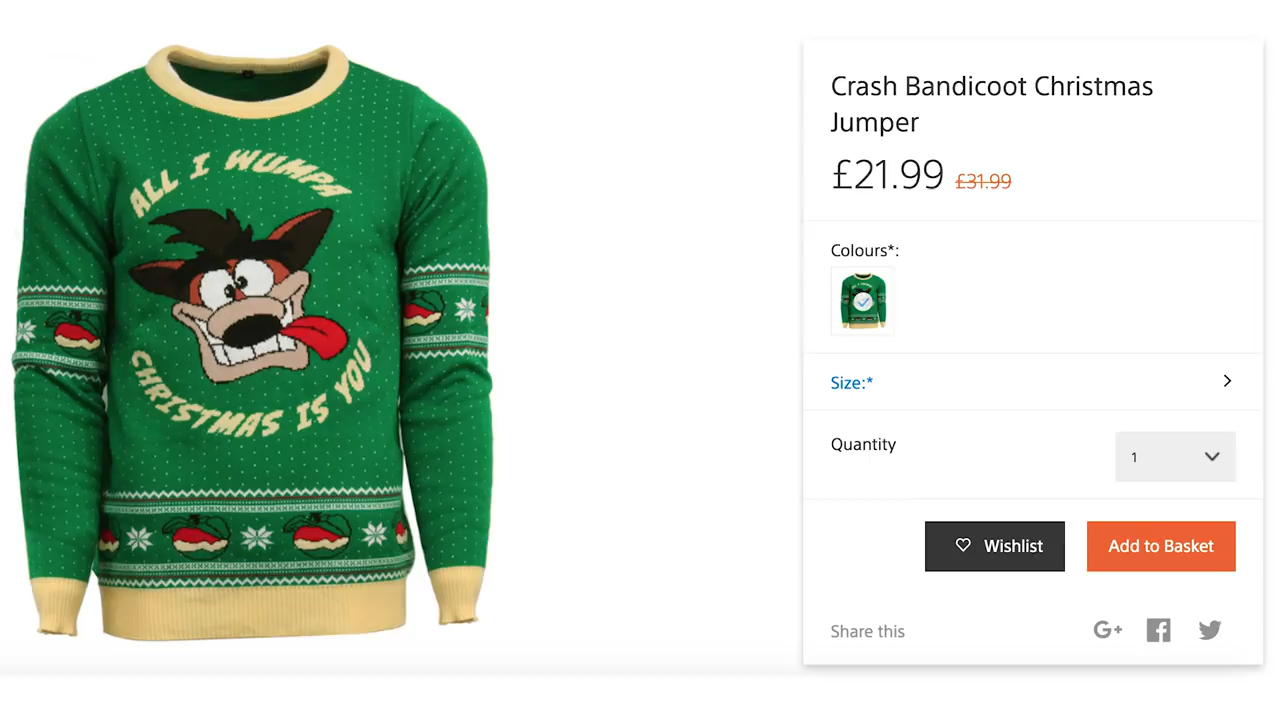 ALL I WUMPA
CHRISTMAS IS YOU
Crash Bandicoot Christmas
Jumper
£21.99 £31.99
Colours*:
Size:*
Quantity
1
Wishlist
Add to Basket
Share this
G+